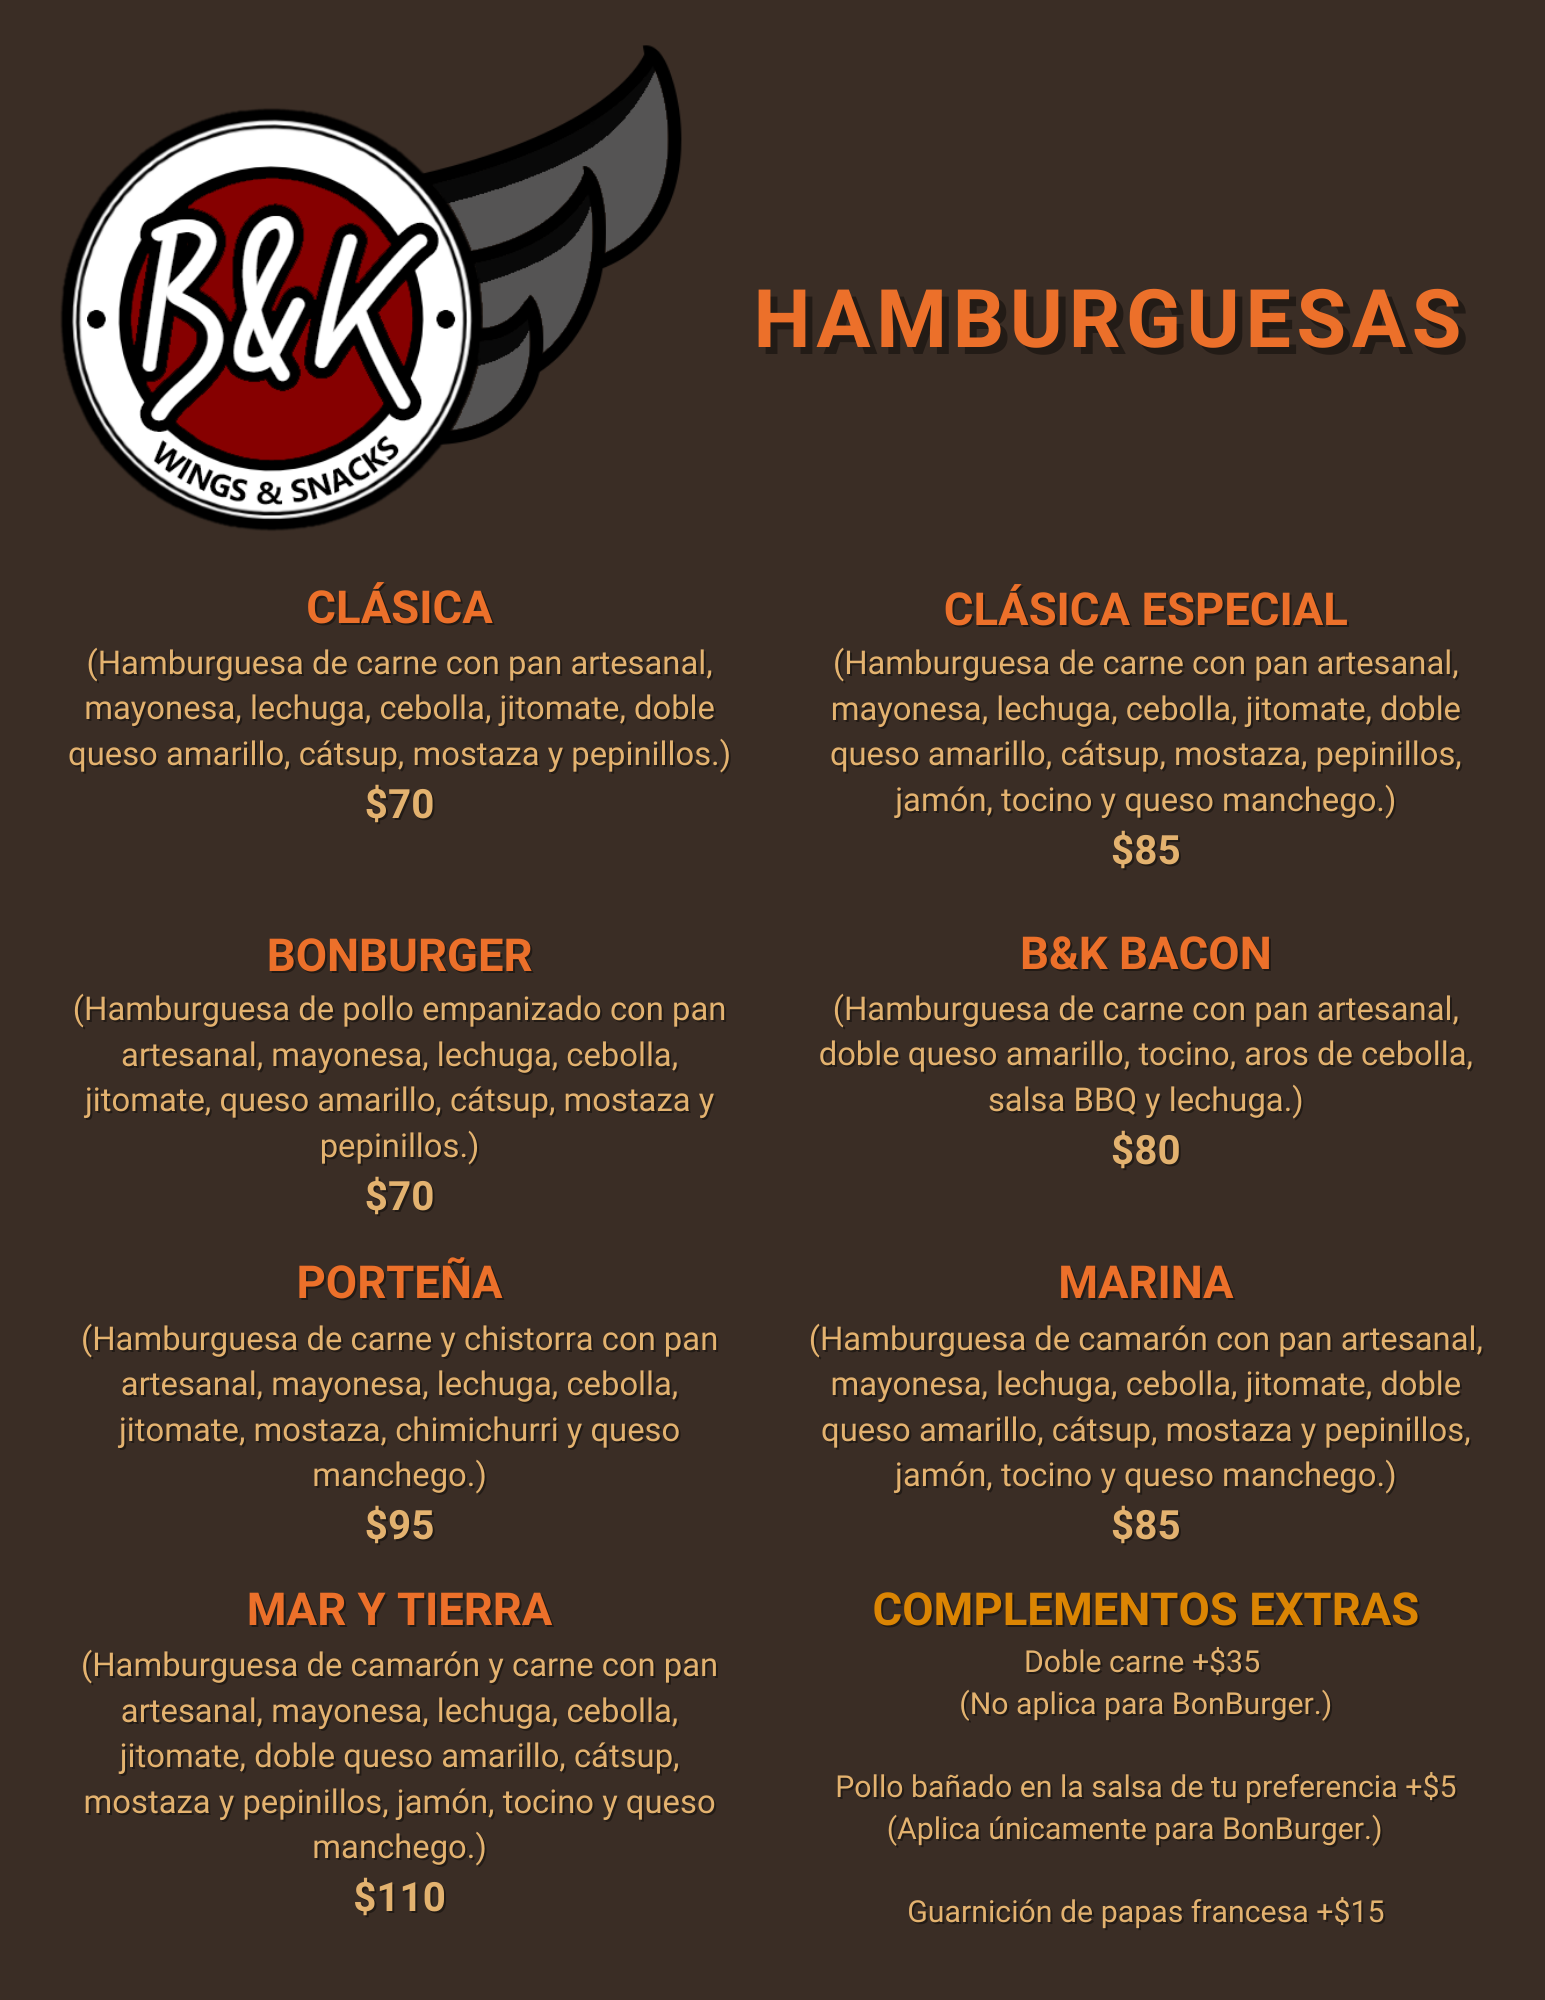 B&K
WINGS & SNACKS
HAMBURGUESAS
CLÁSICA
(Hamburguesa de carne con pan artesanal,
mayonesa, lechuga, cebolla, jitomate, doble
queso amarillo, cátsup, mostaza y pepinillos.)
$70
CLÁSICA ESPECIAL
(Hamburguesa de carne con pan artesanal,
mayonesa, lechuga, cebolla, jitomate, doble
queso amarillo, cátsup, mostaza, pepinillos,
jamón, tocino y queso manchego.)
$85
BONBURGER
(Hamburguesa de pollo empanizado con pan
artesanal, mayonesa, lechuga, cebolla,
jitomate, queso amarillo, cátsup, mostaza y
pepinillos.)
$70
B&K BACON
(Hamburguesa de carne con pan artesanal,
doble queso amarillo, tocino, aros de cebolla,
salsa BBQ y lechuga.)
$80
PORTEÑA
(Hamburguesa de carne y chistorra con pan
artesanal, mayonesa, lechuga, cebolla,
jitomate, mostaza, chimichurri y queso
manchego.)
$95
MARINA
(Hamburguesa de camarón con pan artesanal,
mayonesa, lechuga, cebolla, jitomate, doble
queso amarillo, cátsup, mostaza y pepinillos,
jamón, tocino y queso manchego.)
$85
MAR Y TIERRA
(Hamburguesa de camarón y carne con pan
artesanal, mayonesa, lechuga, cebolla,
jitomate, doble queso amarillo, cátsup,
mostaza y pepinillos, jamón, tocino y queso
manchego.)
$110
COMPLEMENTOS EXTRAS
Doble carne +$35
(No aplica para BonBurger.)
Pollo bañado en la salsa de tu preferencia +$5
(Aplica únicamente para BonBurger.)
Guarnición de papas francesa +$15